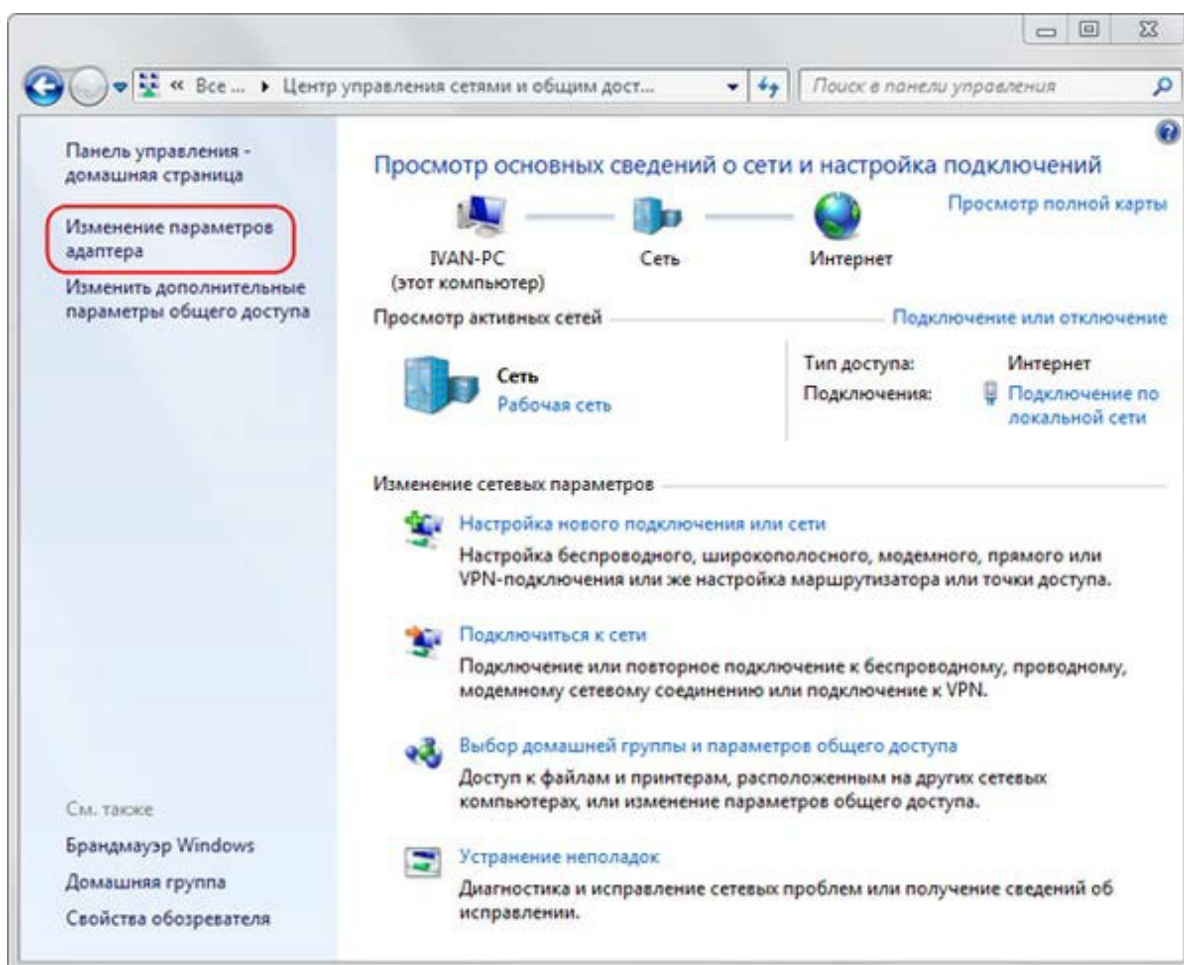 « Все ... ▸ Центр управления сетями и общим дост...
Поиск в панели управления
Панель управления -
домашняя страница
Изменение параметров
адаптера
Изменить дополнительные
параметры общего доступа
См. также
Брандмауэр Windows
Домашняя группа
Свойства обозревателя
Просмотр основных сведений о сети и настройка подключений
Просмотр полной карты
IVAN-PC
(этот компьютер)
Сеть
Интернет
Просмотр активных сетей
Подключение или отключение
Сеть
Рабочая сеть
Тип доступа: Интернет
Подключения: Подключение по
локальной сети
Изменение сетевых параметров
Настройка нового подключения или сети
Настройка беспроводного, широкополосного, модемного, прямого или
VPN-подключения или же настройка маршрутизатора или точки доступа.
Подключиться к сети
Подключение или повторное подключение к беспроводному, проводному,
модемному сетевому соединению или подключение к VPN.
Выбор домашней группы и параметров общего доступа
Доступ к файлам и принтерам, расположенным на других сетевых
компьютерах, или изменение параметров общего доступа.
Устранение неполадок
Диагностика и исправление сетевых проблем или получение сведений об
исправлении.